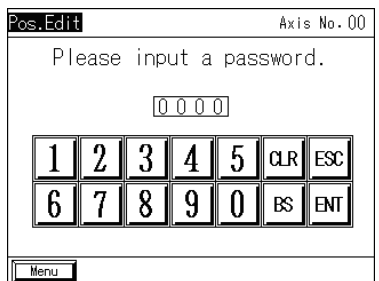 Pos.Edit Axis No.00
Please input a password.
0000
1 2 3 4 5 CLR ESC
6 7 8 9 0 BS ENT
Menu